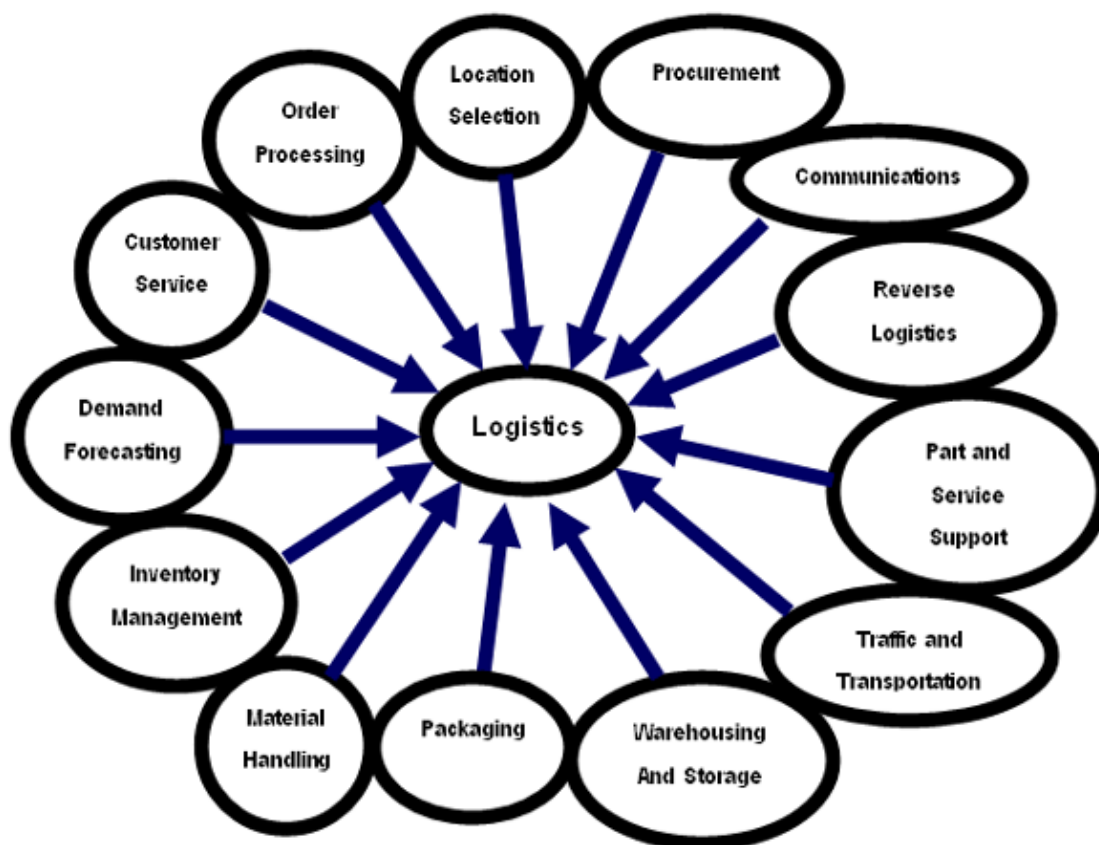 Location
Selection
Procurement
Communications
Reverse
Logistics
Part and
Service
Support
Traffic and
Transportation
Warehousing
And Storage
Packaging
Material
Handling
Inventory
Management
Demand
Forecasting
Customer
Service
Order
Processing
Logistics